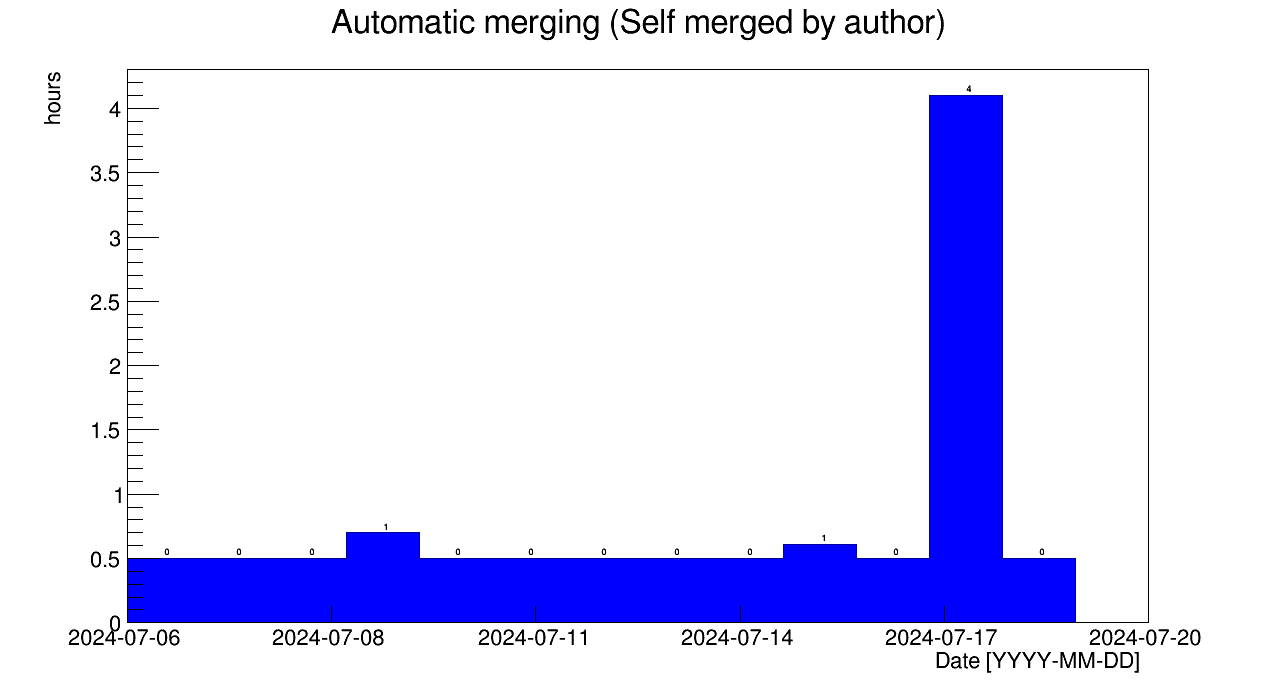 Automatic merging (Self merged by author)
hours
4
3.5
3
2.5
2
1.5
1
0.5
0
0 0 0 1 0 0 0 0 0 1 0 4 0
2024-07-06 2024-07-08 2024-07-11 2024-07-14 2024-07-17 2024-07-20
Date [YYYY-MM-DD]